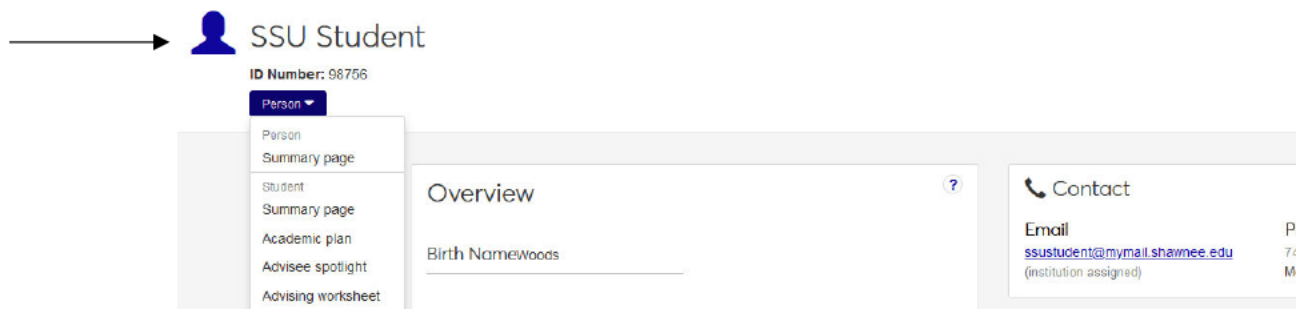 SSU Student
ID Number: 98756
Person
Person
Summary page
Student
Summary page
Academic plan
Advisee spotlight
Advising worksheet
Overview
?
Birth NameWoods
Contact
Email
ssustudent@mymail.shawnee.edu
(institution assigned)